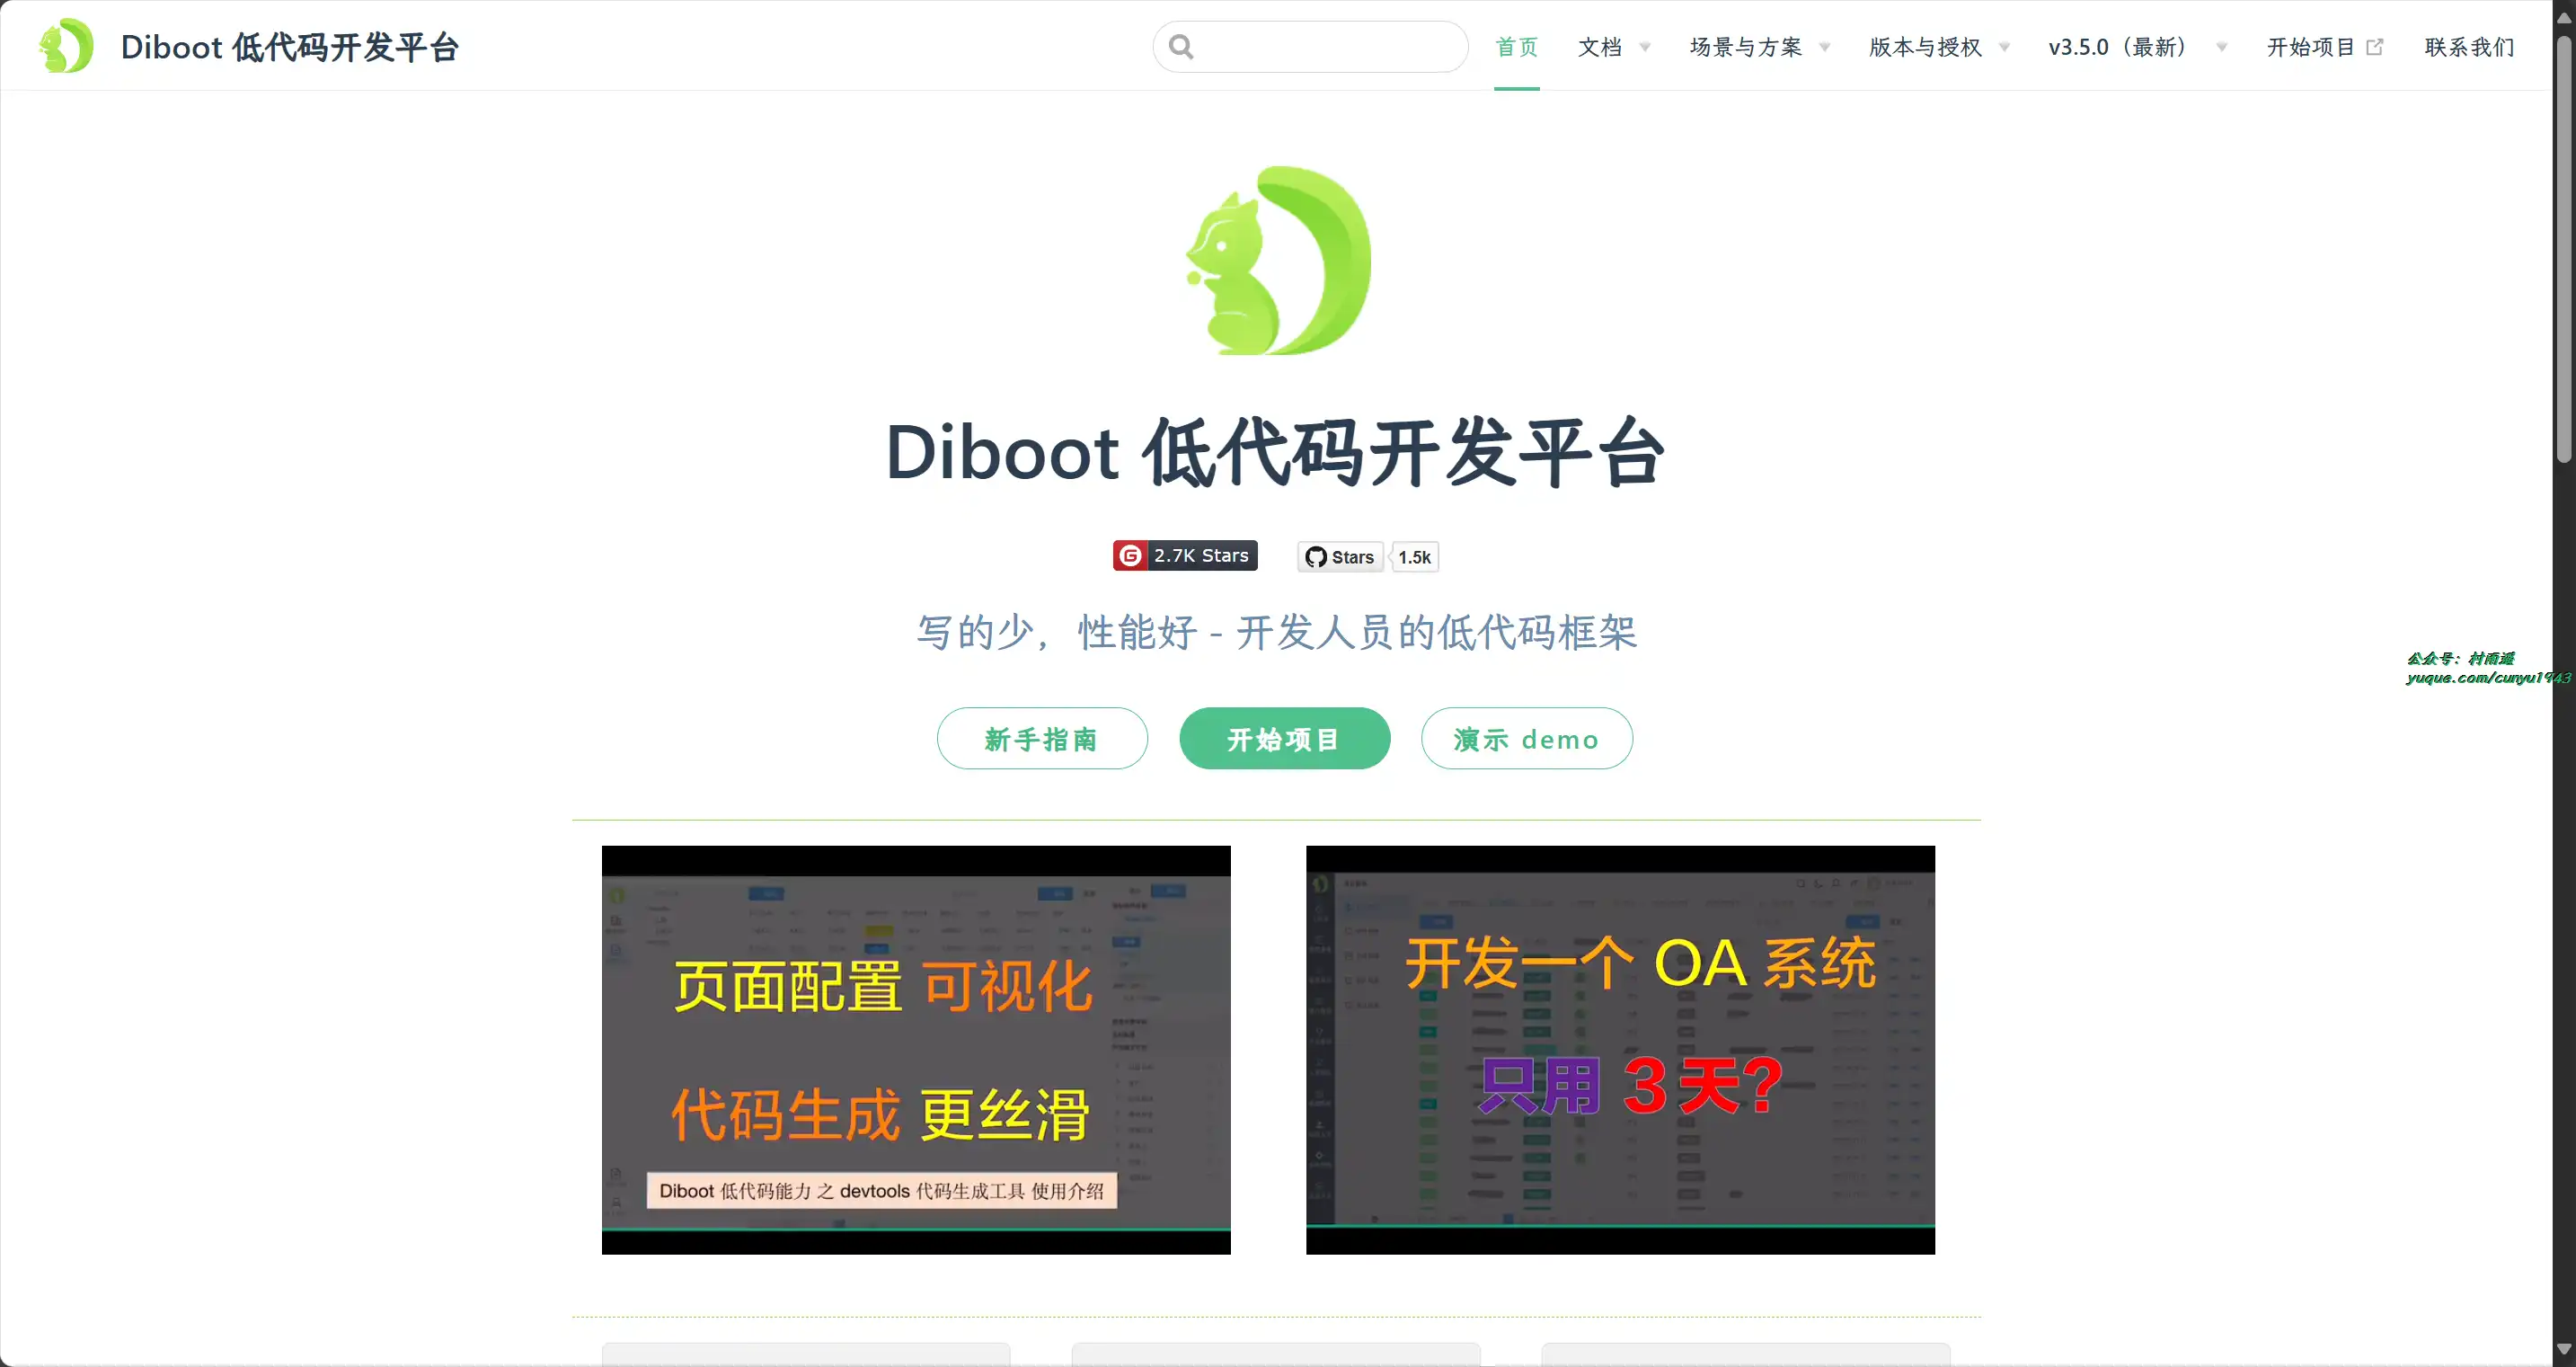 Diboot 低代码开发平台
首页 文档 场景与方案 版本与授权 v3.5.0（最新） 开始项目 联系我们
Diboot 低代码开发平台
2.7K Stars Stars 1.5k
写的少，性能好 - 开发人员的低代码框架
公众号：村雨遥
yuque.com/cunyu1943
新手指南 开始项目 演示 demo
页面配置 可视化
代码生成 更丝滑
Diboot 低代码能力 之 devtools 代码生成工具 使用介绍
开发一个 OA 系统
只用 3 天?